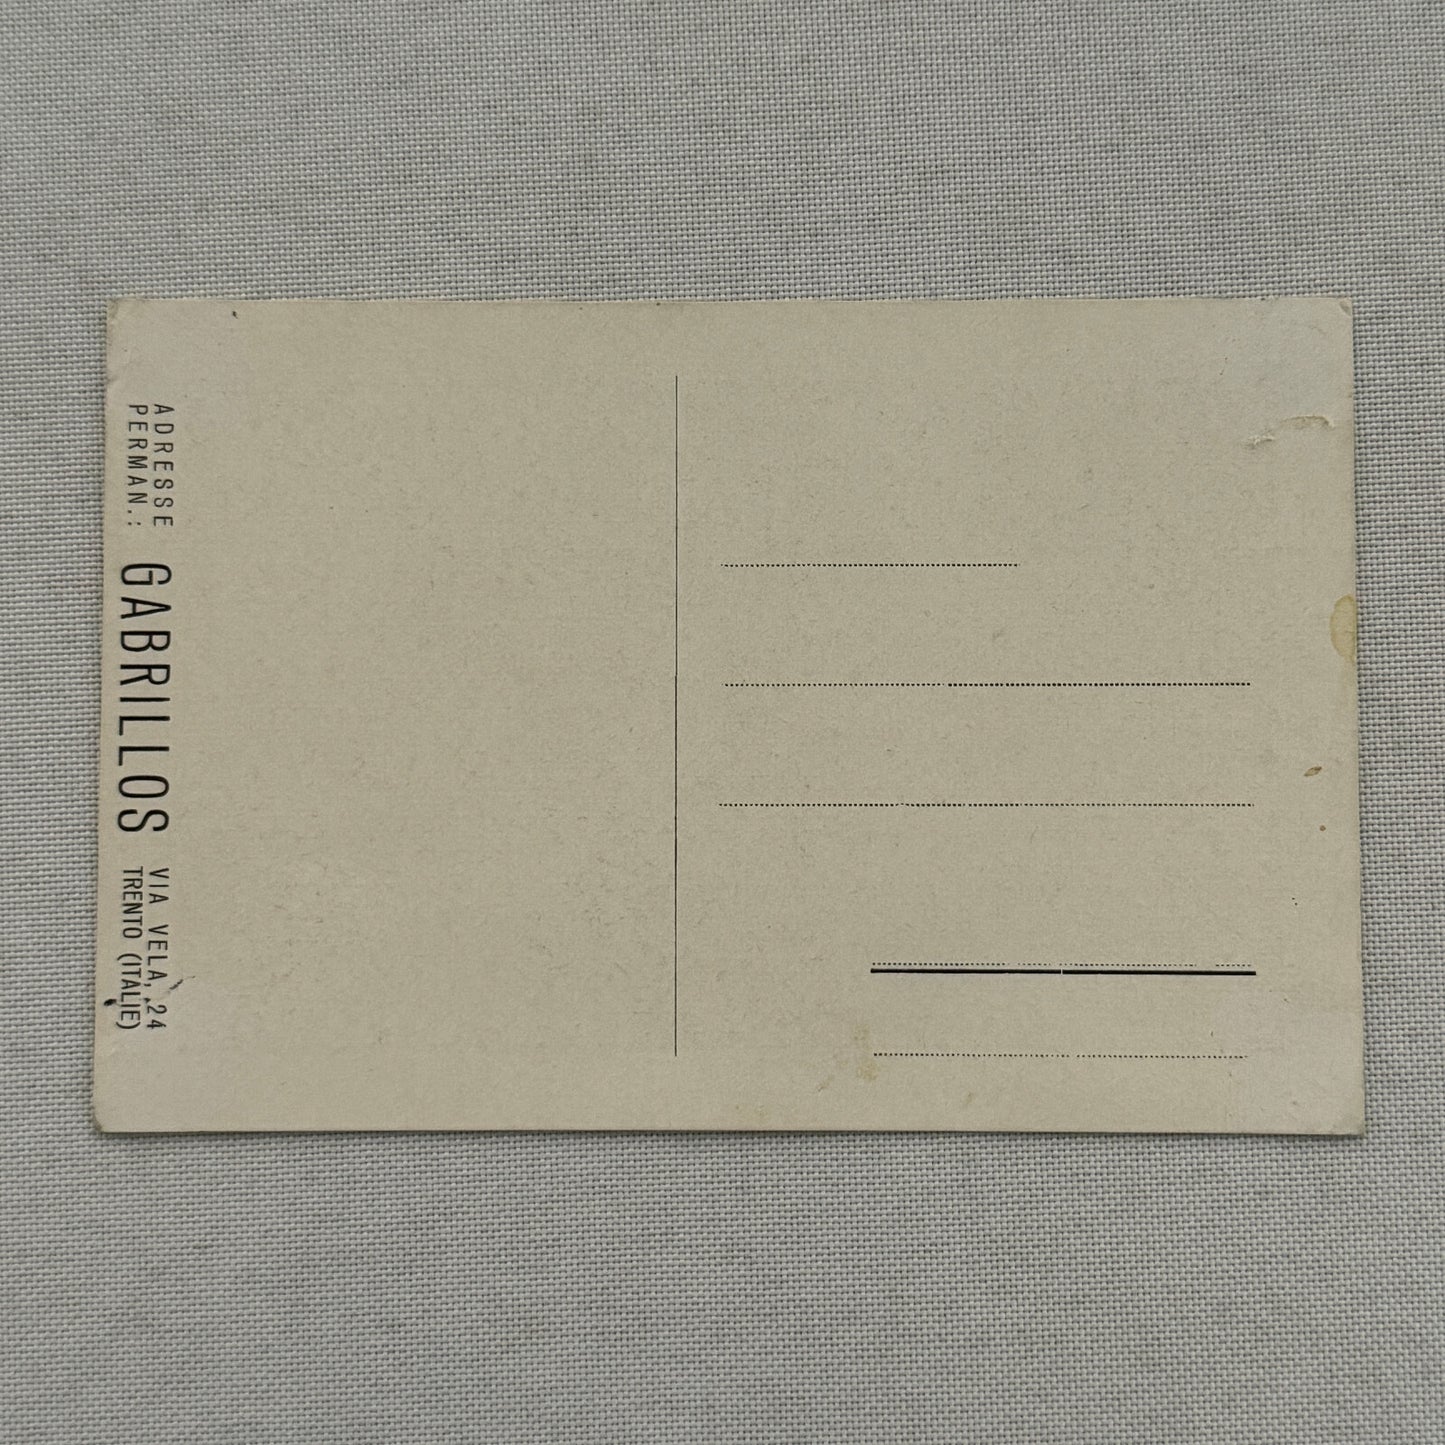 ADRESSE
PERMAN.:
GABRILLOS
VIA VELA, 24
TRENTO (ITALIE)